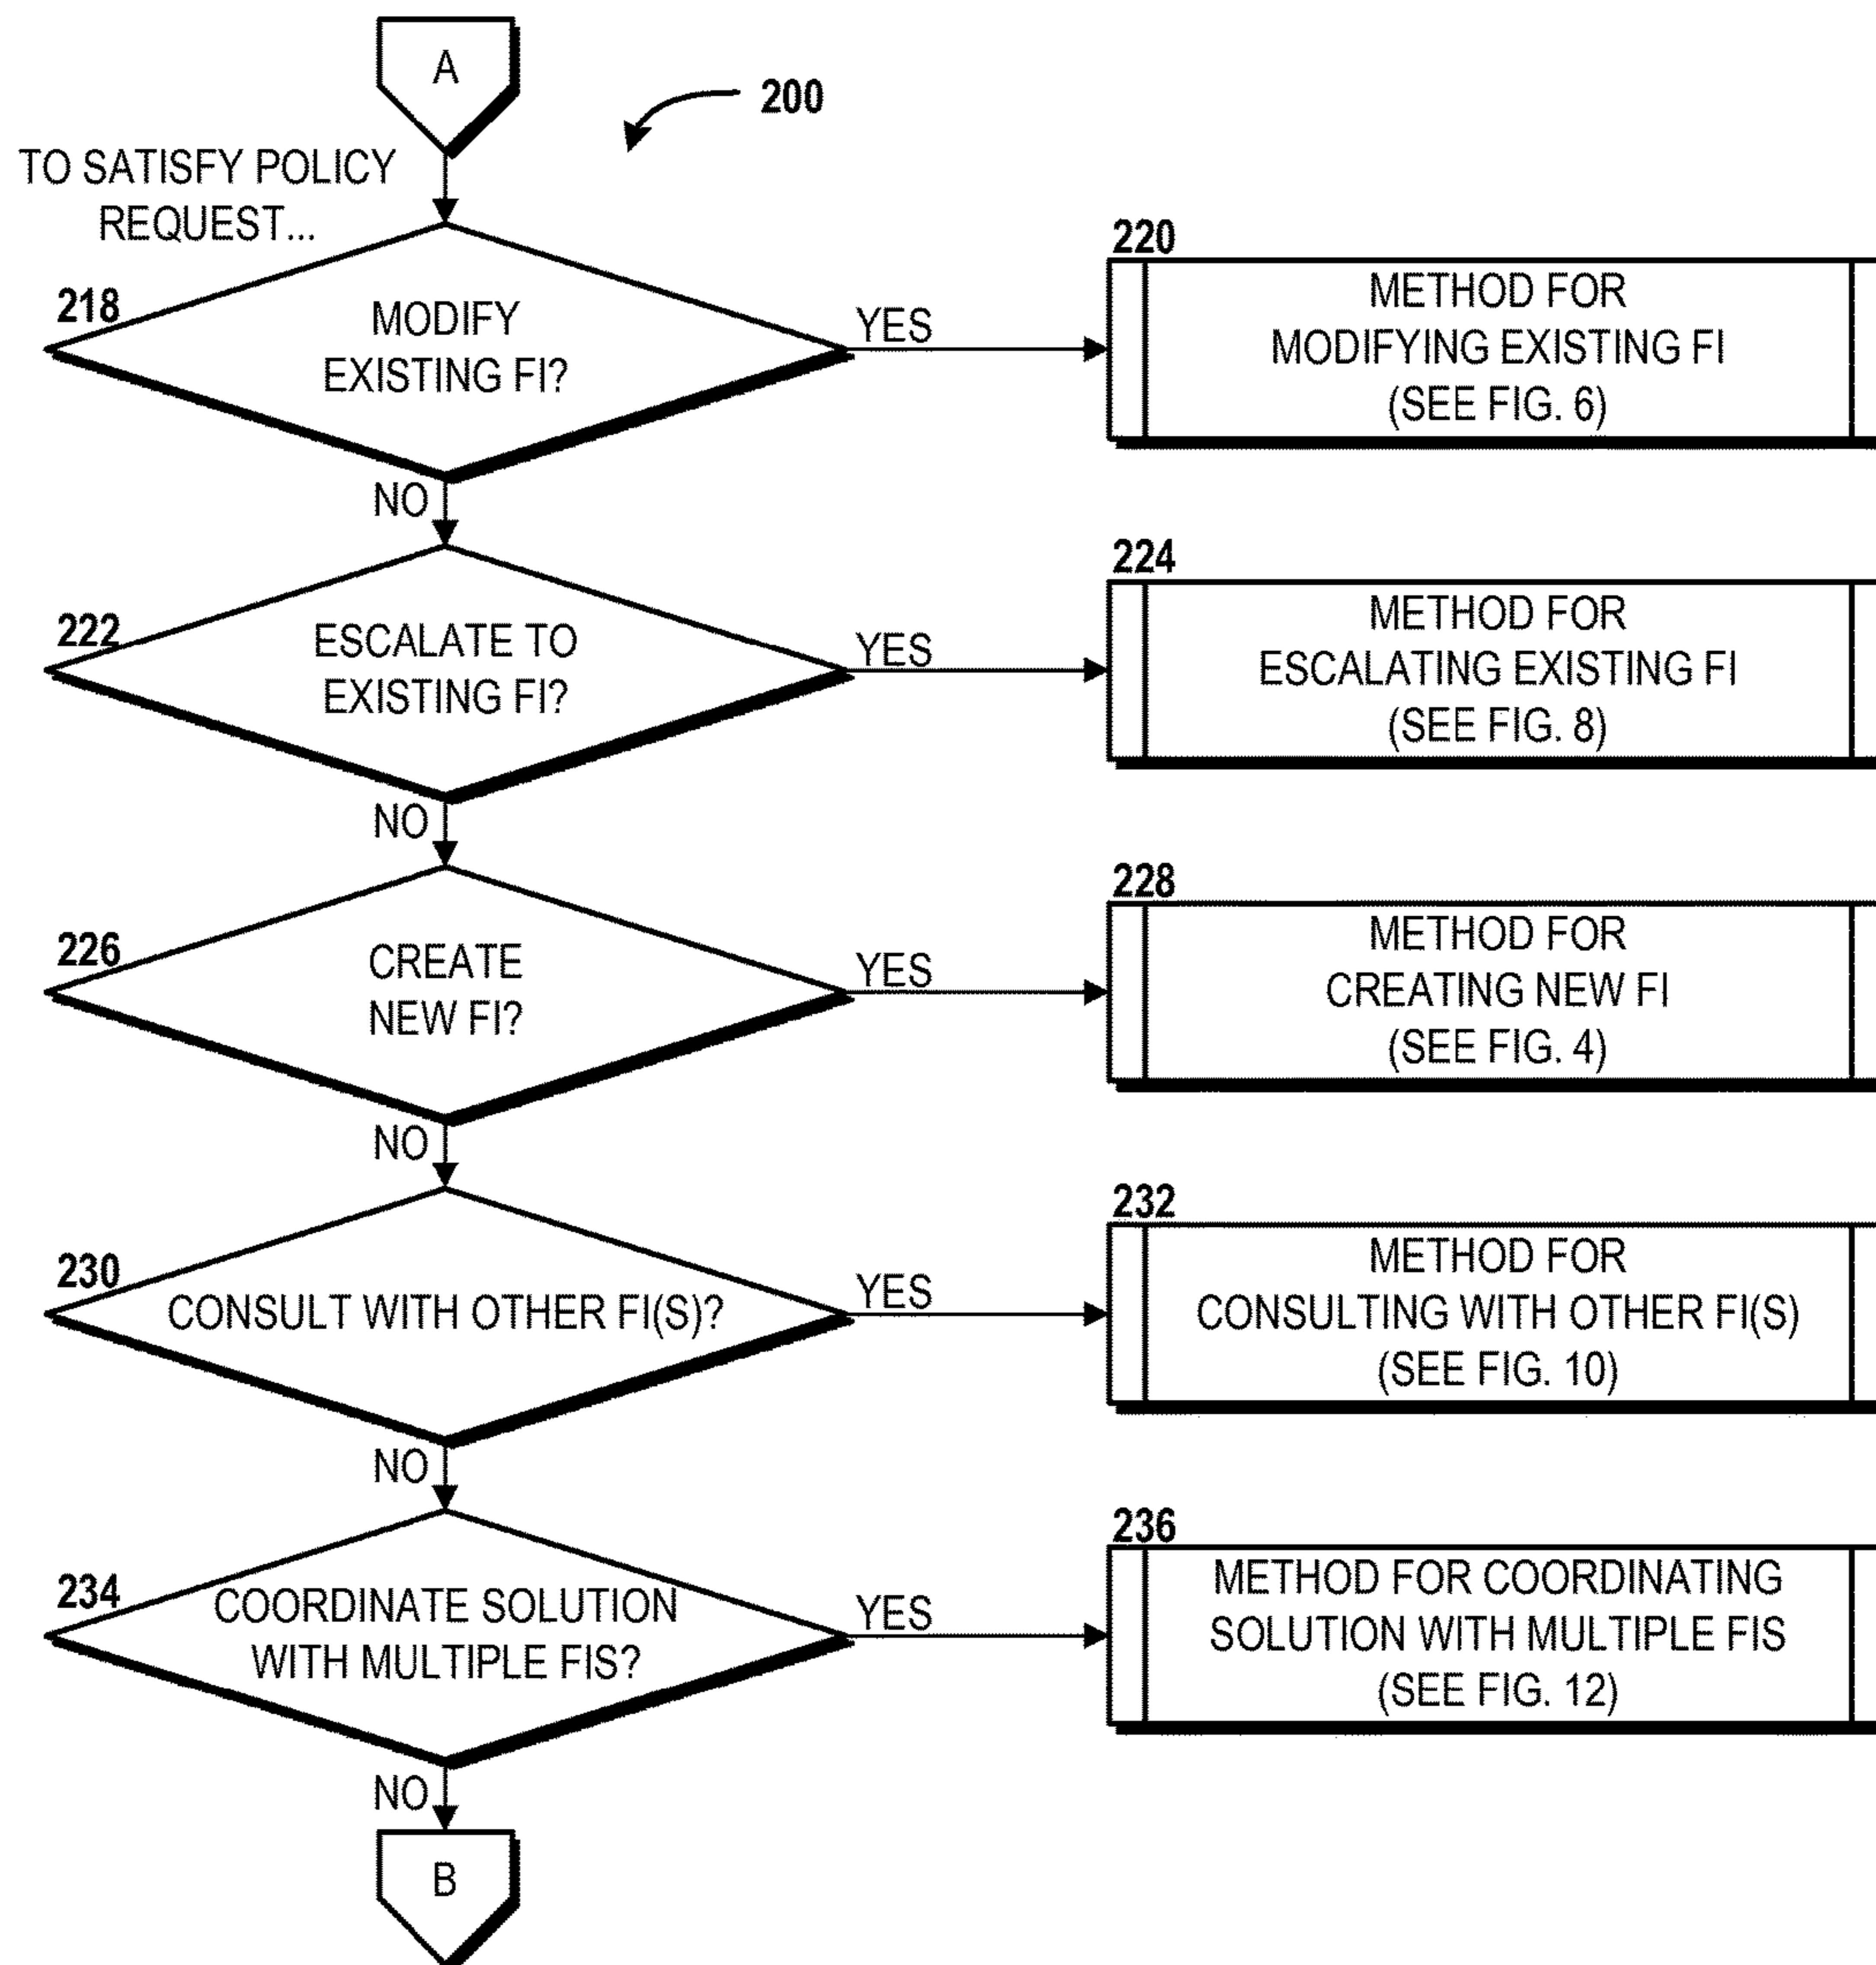 A
200
TO SATISFY POLICY
REQUEST...
218
MODIFY
EXISTING FI?
YES
220
METHOD FOR
MODIFYING EXISTING FI
(SEE FIG. 6)
NO
222
ESCALATE TO
EXISTING FI?
YES
224
METHOD FOR
ESCALATING EXISTING FI
(SEE FIG. 8)
NO
226
CREATE
NEW FI?
YES
228
METHOD FOR
CREATING NEW FI
(SEE FIG. 4)
NO
230
CONSULT WITH OTHER FI(S)?
YES
232
METHOD FOR
CONSULTING WITH OTHER FI(S)
(SEE FIG. 10)
NO
234
COORDINATE SOLUTION
WITH MULTIPLE FIS?
YES
236
METHOD FOR COORDINATING
SOLUTION WITH MULTIPLE FIS
(SEE FIG. 12)
NO
B